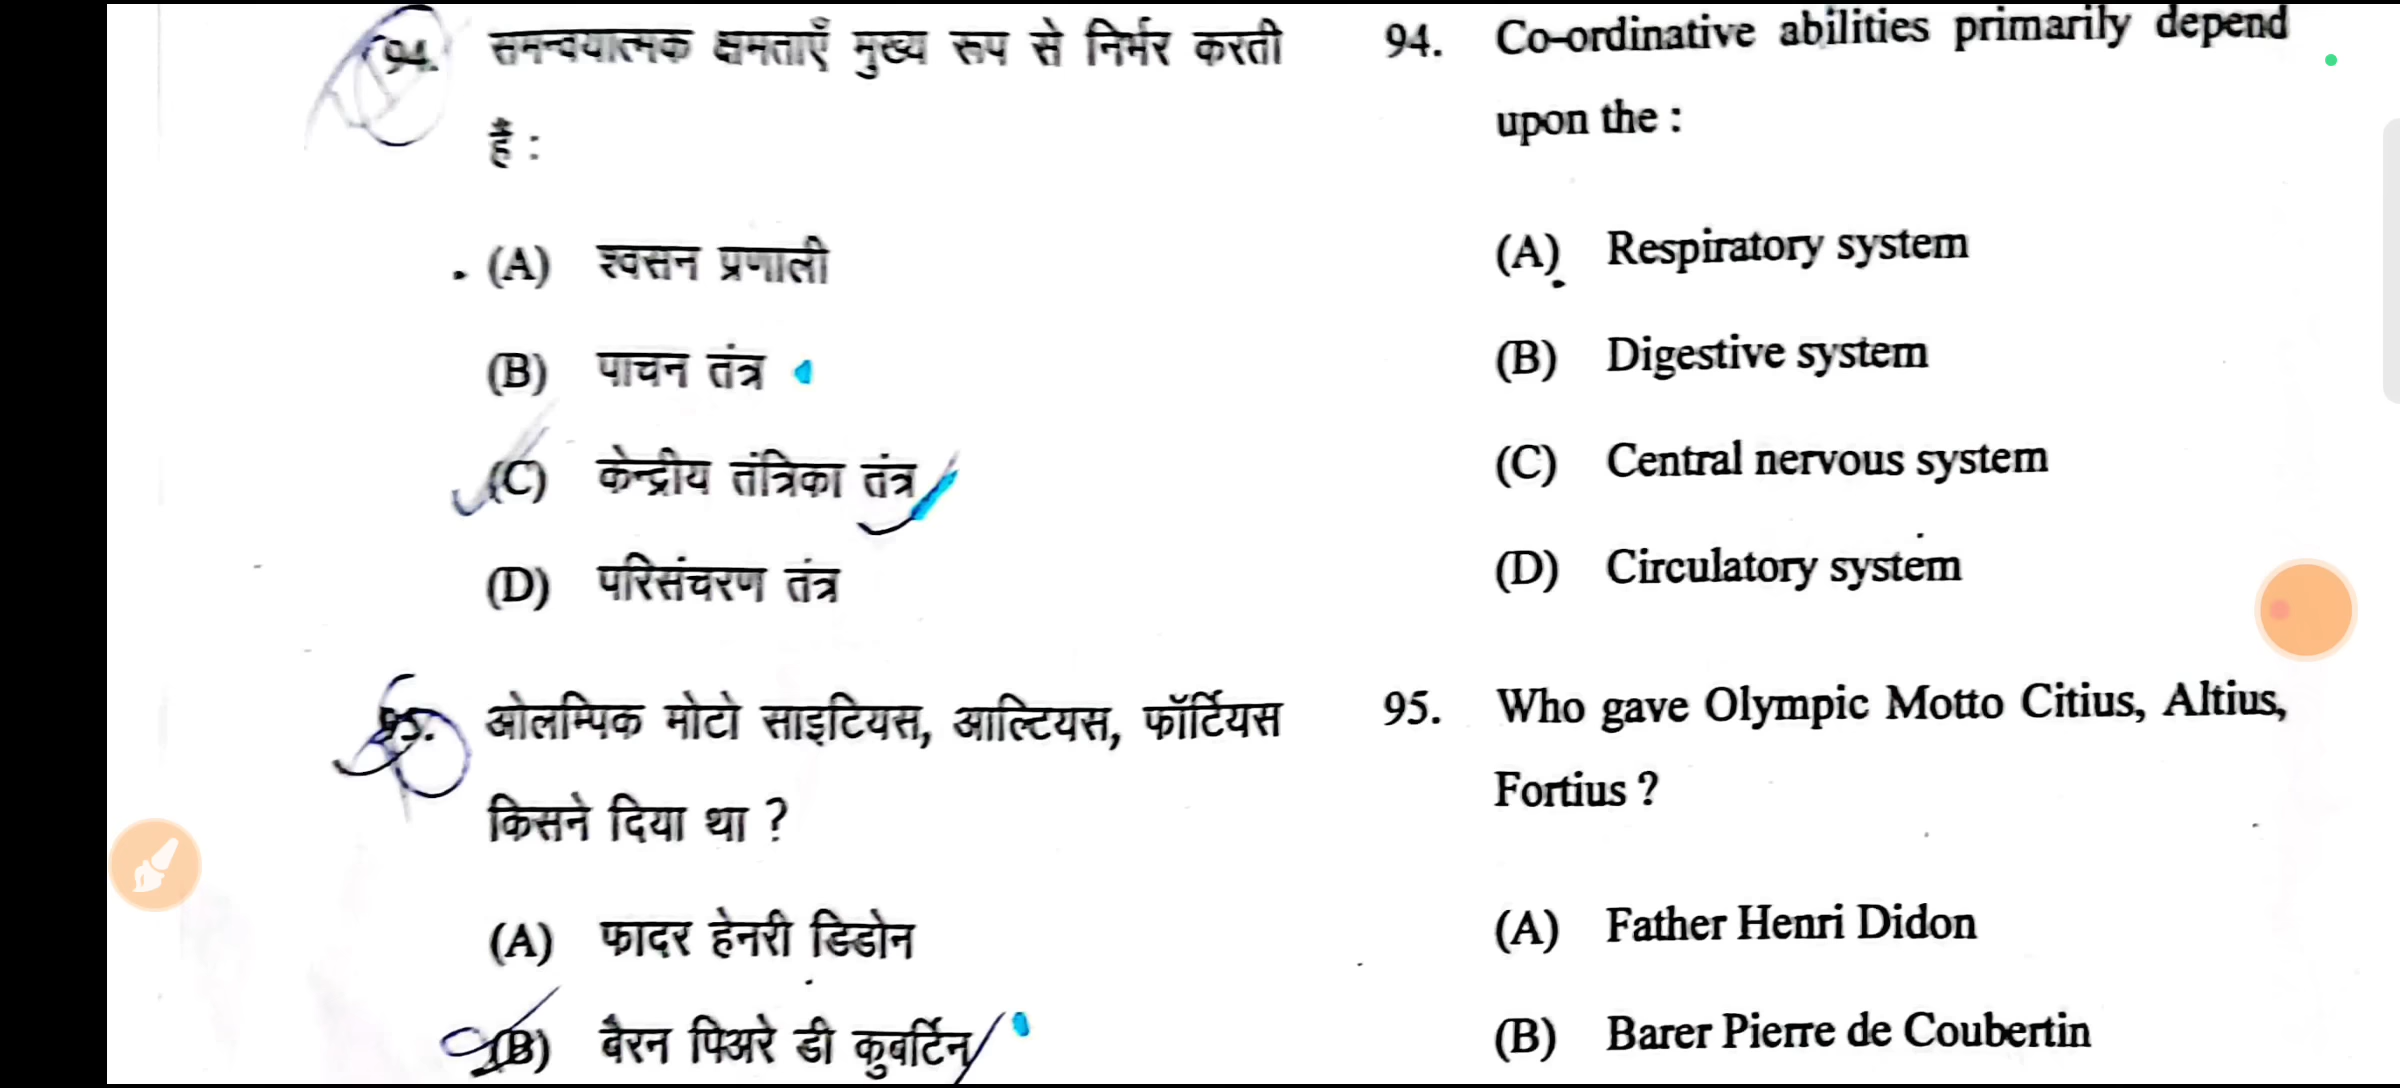 94. समन्वयात्मक क्षमताएँ मुख्य रूप से निर्भर करती
हैं :
(A) श्वसन प्रणाली
(B) पाचन तंत्र
(C) केन्द्रीय तंत्रिका तंत्र
(D) परिसंचरण तंत्र
95. ओलम्पिक मोटो साइटियस, आल्टियस, फॉर्टियस
किसने दिया था ?
(A) फादर हेनरी डिडोन
(B) बैरन पिअरे डी कुबर्टिन
94. Co-ordinative abilities primarily depend
upon the :
(A) Respiratory system
(B) Digestive system
(C) Central nervous system
(D) Circulatory system
95. Who gave Olympic Motto Citius, Altius,
Fortius ?
(A) Father Henri Didon
(B) Barer Pierre de Coubertin